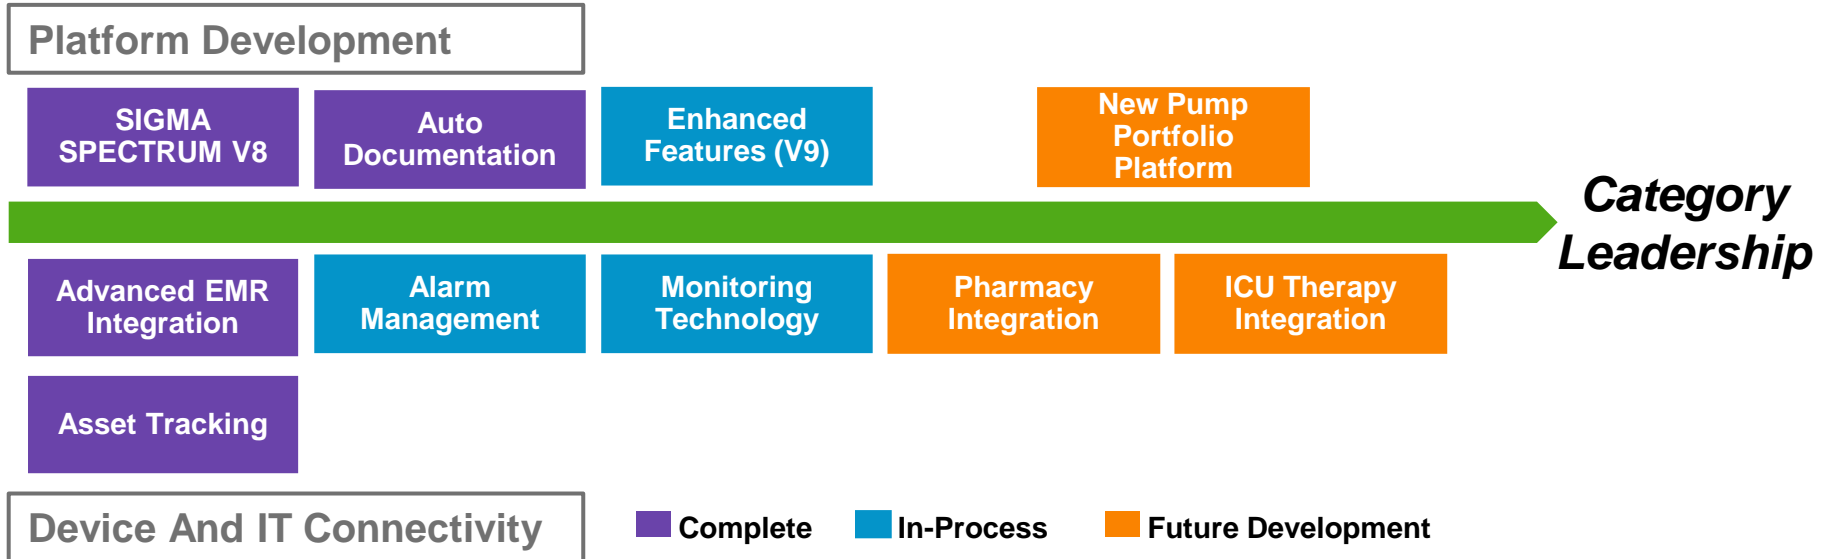 Platform Development
SIGMA
SPECTRUM V8
Auto
Documentation
Enhanced
Features (V9)
New Pump
Portfolio
Platform
Category
Leadership
Advanced EMR
Integration
Alarm
Management
Monitoring
Technology
Pharmacy
Integration
ICU Therapy
Integration
Asset Tracking
Device And IT Connectivity
Complete
In-Process
Future Development